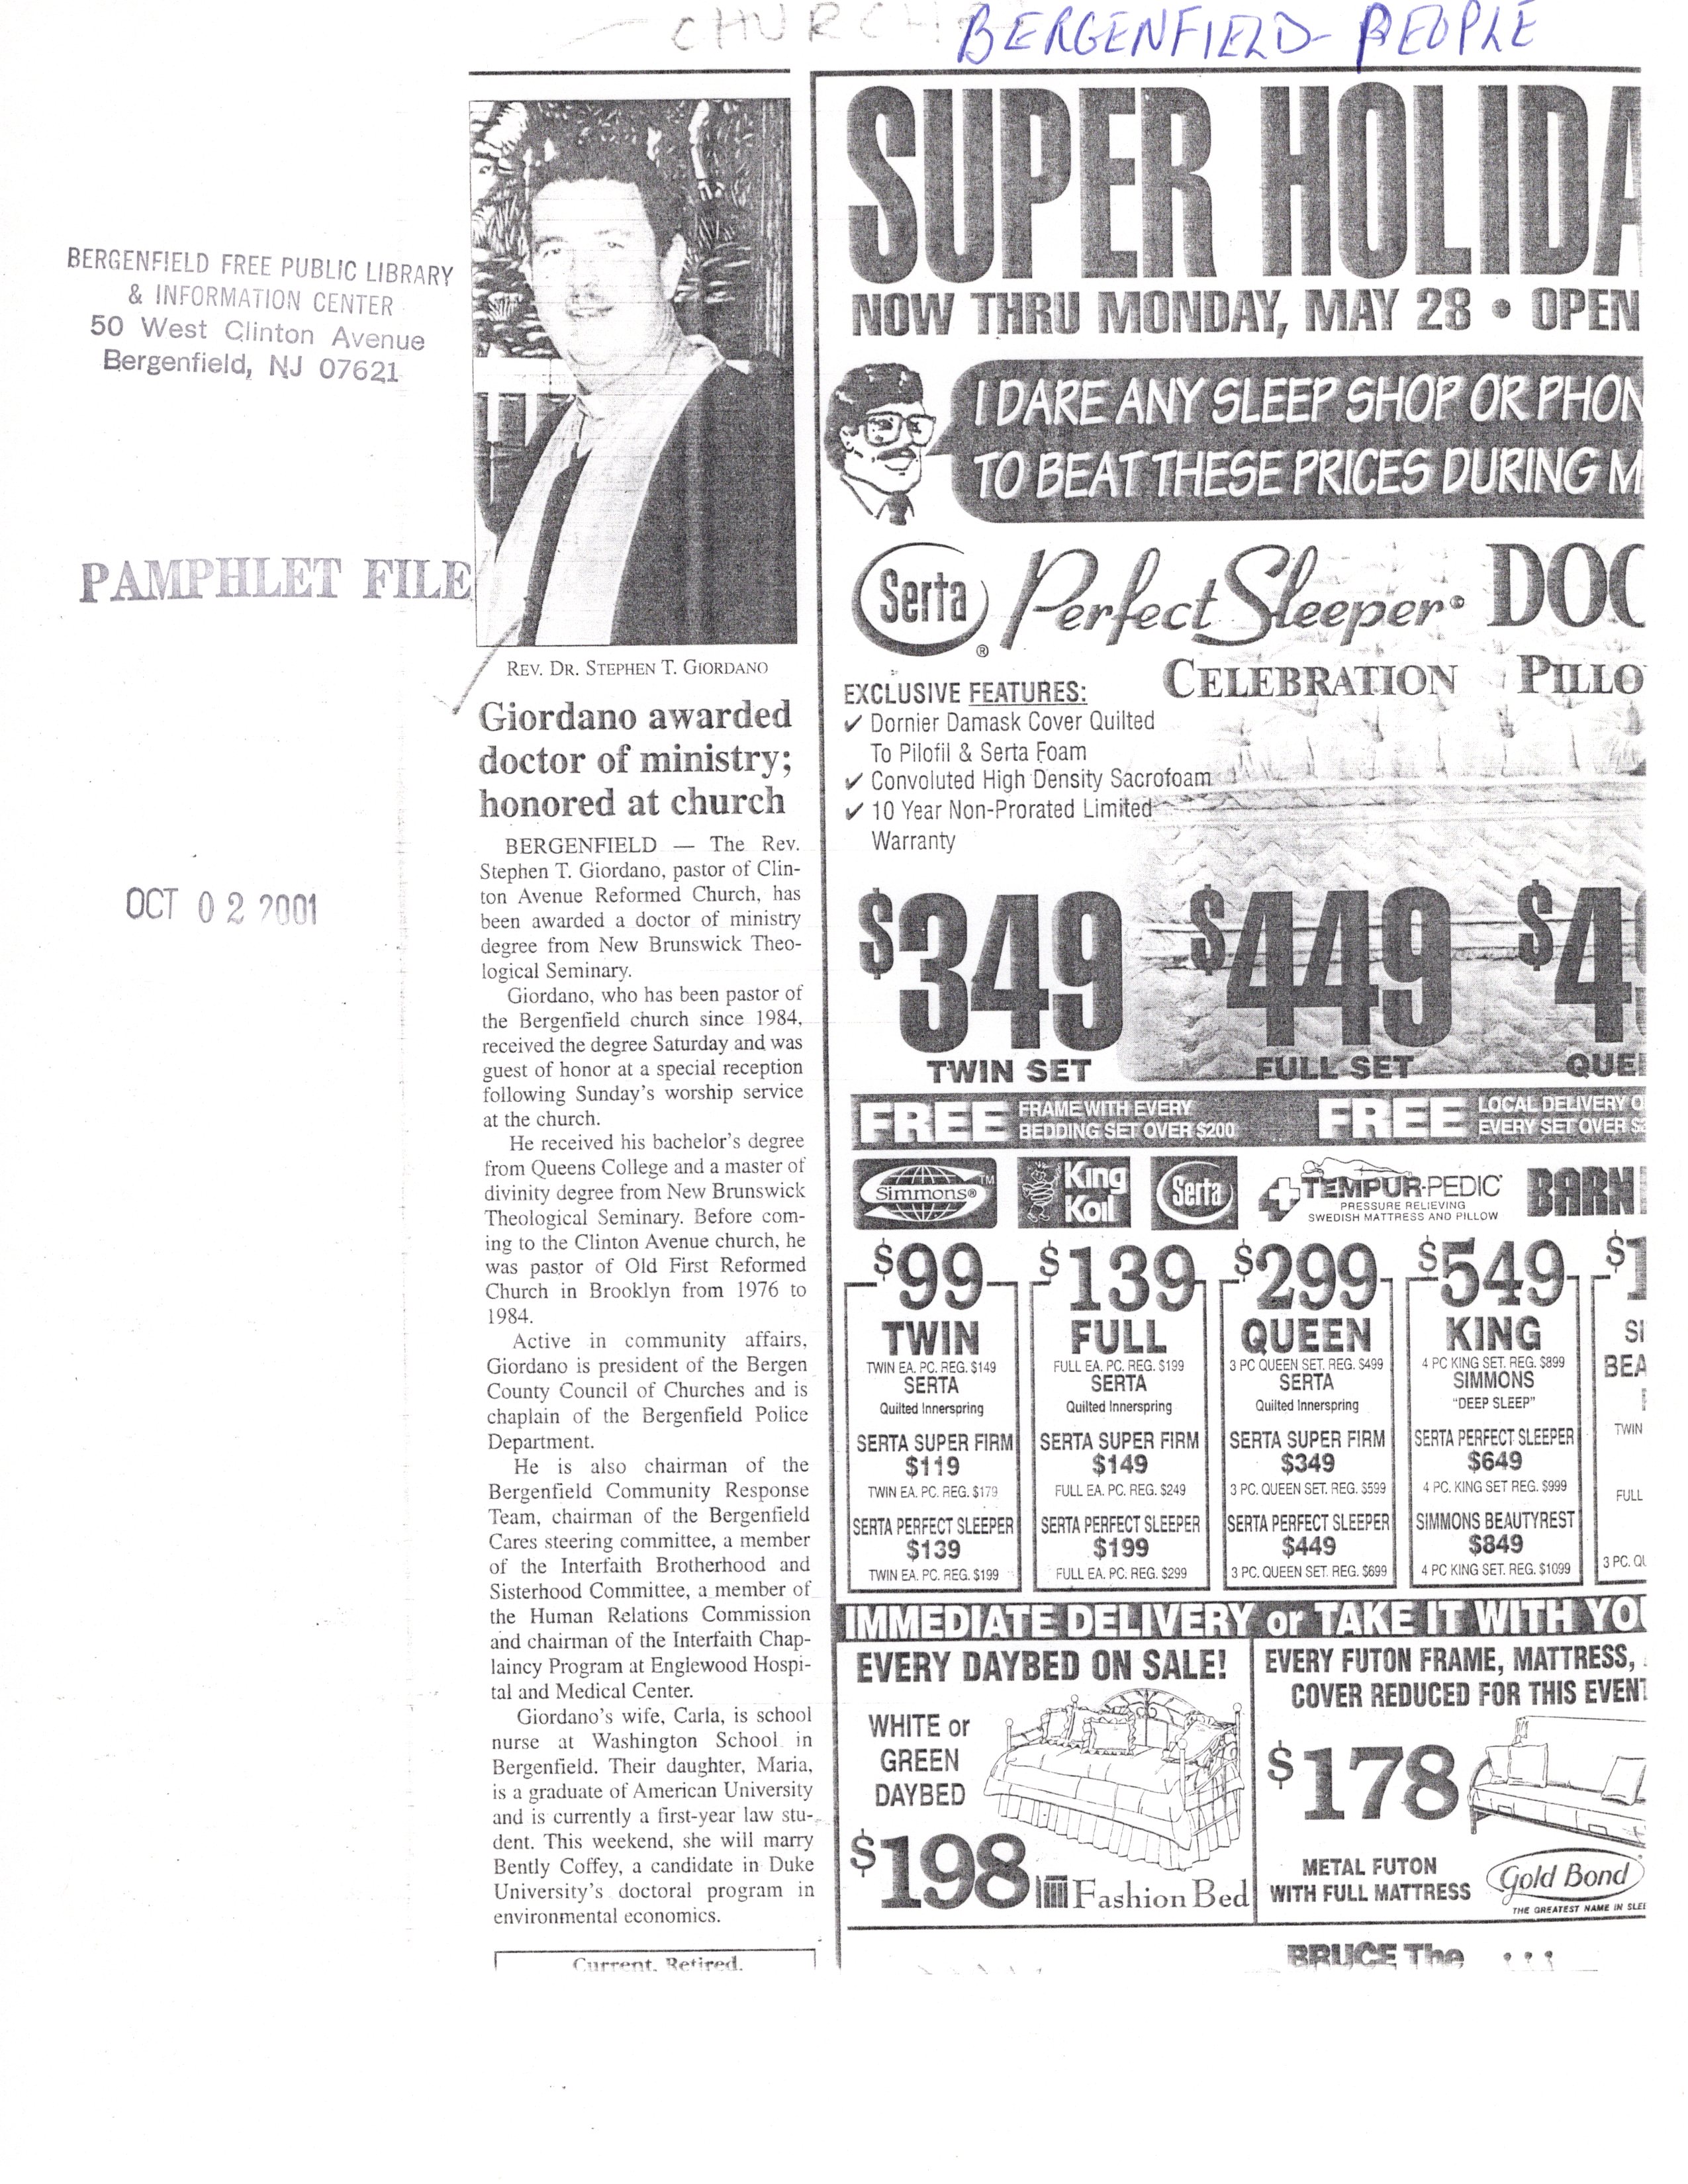 CHURCH
BERGENFIELD- PEOPLE
BERGENFIELD FREE PUBLIC LIBRARY
& INFORMATION CENTER
50 West Clinton Avenue
Bergenfield, NJ 07621
PAMPHLET FILE
OCT 02 2001
REV. DR. STEPHEN T. GIORDANO
Giordano awarded
doctor of ministry;
honored at church
BERGENFIELD — The Rev.
Stephen T. Giordano, pastor of Clin-
ton Avenue Reformed Church, has
been awarded a doctor of ministry
degree from New Brunswick Theo-
logical Seminary.
Giordano, who has been pastor of
the Bergenfield church since 1984,
received the degree Saturday and was
guest of honor at a special reception
following Sunday's worship service
at the church.
He received his bachelor's degree
from Queens College and a master of
divinity degree from New Brunswick
Theological Seminary. Before com-
ing to the Clinton Avenue church, he
was pastor of Old First Reformed
Church in Brooklyn from 1976 to
1984.
Active in community affairs,
Giordano is president of the Bergen
County Council of Churches and is
chaplain of the Bergenfield Police
Department.
He is also chairman of the
Bergenfield Community Response
Team, chairman of the Bergenfield
Cares steering committee, a member
of the Interfaith Brotherhood and
Sisterhood Committee, a member of
the Human Relations Commission
and chairman of the Interfaith Chap-
laincy Program at Englewood Hospi-
tal and Medical Center.
Giordano's wife, Carla, is school
nurse at Washington School in
Bergenfield. Their daughter, Maria,
is a graduate of American University
and is currently a first-year law stu-
dent. This weekend, she will marry
Bently Coffey, a candidate in Duke
University's doctoral program in
environmental economics.
Current, Retired,
SUPER HOLIDA
NOW THRU MONDAY, MAY 28 • OPEN
I DARE ANY SLEEP SHOP OR PHON
TO BEAT THESE PRICES DURING M
Serta ® Perfect Sleeper® DOC
CELEBRATION PILLO
EXCLUSIVE FEATURES:
✓ Dornier Damask Cover Quilted
To Pilofil & Serta Foam
✓ Convoluted High Density Sacrofoam
✓ 10 Year Non-Prorated Limited
Warranty
$349 $449 $4
TWIN SET FULL SET QUE
FREE FRAME WITH EVERY BEDDING SET OVER $200 FREE LOCAL DELIVERY O
EVERY SET OVER $
Simmons® TM King Koil Serta TEMPUR-PEDIC® BARN
PRESSURE RELIEVING
SWEDISH MATTRESS AND PILLOW
$99
TWIN
TWIN EA. PC. REG. $149
SERTA
Quilted Innerspring
SERTA SUPER FIRM
$119
TWIN EA. PC. REG. $179
SERTA PERFECT SLEEPER
$139
TWIN EA. PC. REG. $199
$139
FULL
FULL EA. PC. REG. $199
SERTA
Quilted Innerspring
SERTA SUPER FIRM
$149
FULL EA. PC. REG. $249
SERTA PERFECT SLEEPER
$199
FULL EA. PC. REG. $299
$299
QUEEN
3 PC QUEEN SET. REG. $499
SERTA
Quilted Innerspring
SERTA SUPER FIRM
$349
3 PC. QUEEN SET. REG. $599
SERTA PERFECT SLEEPER
$449
3 PC. QUEEN SET. REG. $699
$549
KING
4 PC KING SET. REG. $899
SIMMONS
"DEEP SLEEP"
SERTA PERFECT SLEEPER
$649
4 PC. KING SET REG. $999
SIMMONS BEAUTYREST
$849
4 PC KING SET. REG. $1099
$1
SI
BEA
TWIN
FULL
3 PC. QU
IMMEDIATE DELIVERY or TAKE IT WITH YO
EVERY DAYBED ON SALE!
WHITE or
GREEN
DAYBED
$198
Fashion Bed
EVERY FUTON FRAME, MATTRESS,
COVER REDUCED FOR THIS EVENT
$178
METAL FUTON
WITH FULL MATTRESS
Gold Bond
THE GREATEST NAME IN SLE
BRUCE The